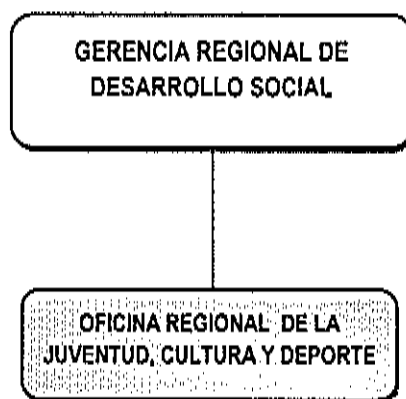 GERENCIA REGIONAL DE
DESARROLLO SOCIAL
OFICINA REGIONAL DE LA
JUVENTUD, CULTURA Y DEPORTE